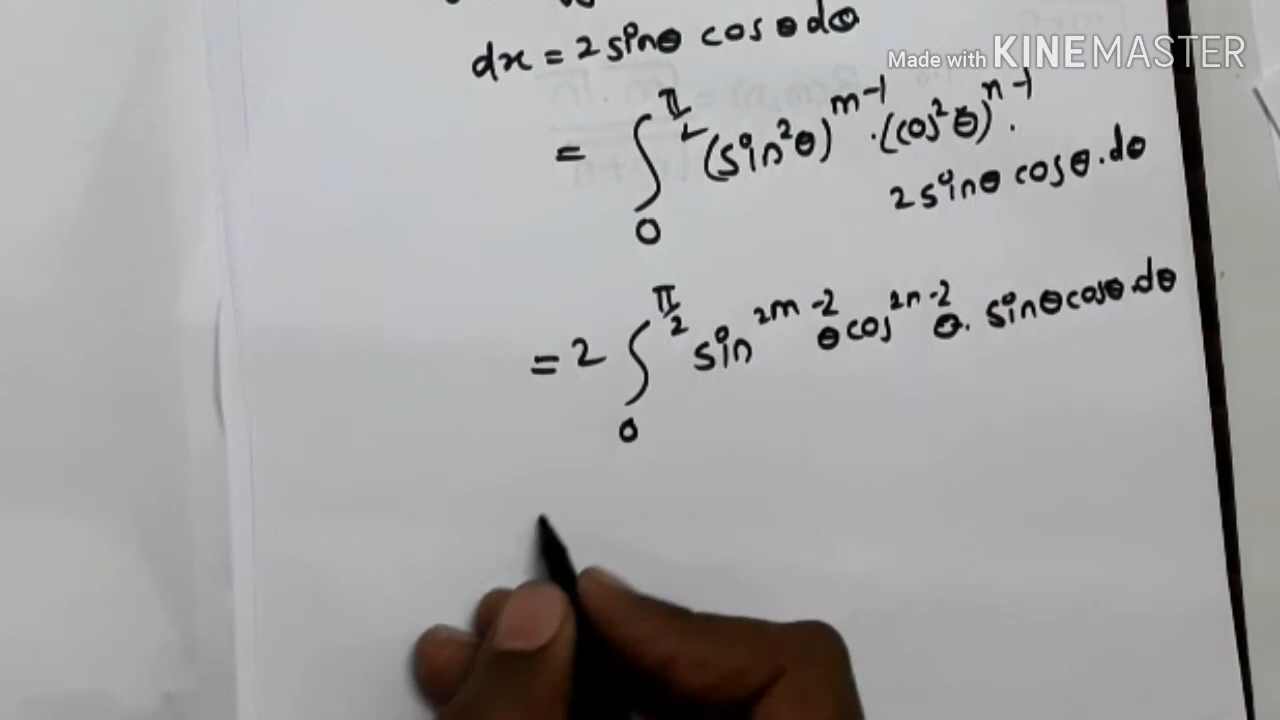 dx = 2 sinθ cosθ dθ
Made with KINEMASTER
= ∫₀^(π/2) (sin²θ)^(m-1) · (cos²θ)^(n-1) ·
2 sinθ cosθ · dθ
= 2 ∫₀^(π/2) sin^(2m-2) θ cos^(2n-2) θ · sinθ cosθ · dθ